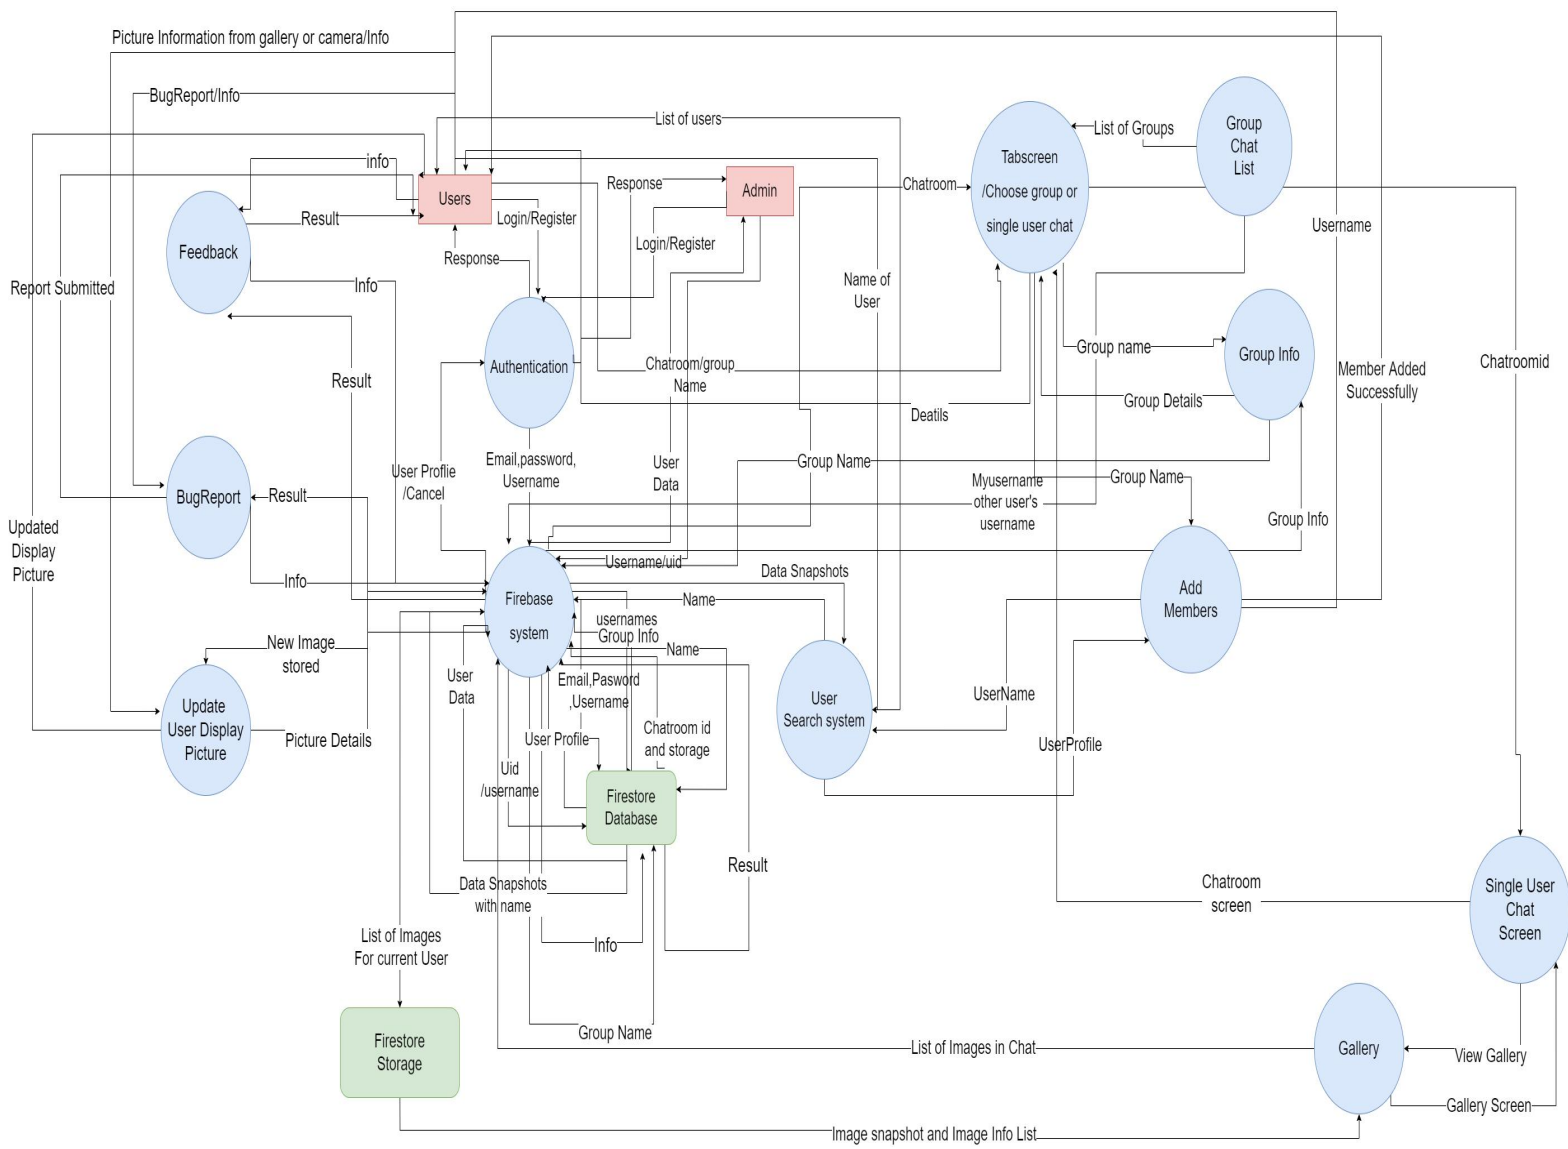 Picture Information from gallery or camera/Info
BugReport/Info
List of users
info
Users
Result
Feedback
Login/Register
Response
Response
Admin
Login/Register
Chatroom
Tabscreen
/Choose group or
single user chat
List of Groups
Group
Chat
List
Username
Report Submitted
Info
Name of
User
Authentication
Chatroom/group
Name
Group name
Group Info
Member Added
Successfully
Chatroomid
Result
Deatils
Group Details
User Proflie
/Cancel
Email,password,
Username
User
Data
Group Name
Myusername
other user's
username
Group Name
Group Info
BugReport
Result
Updated
Display
Picture
Info
Username/uid
Data Snapshots
Firebase
system
usernames
Group Info
Name
Name
Add
Members
New Image
stored
User
Data
Email,Pasword
,Username
User
Search system
UserName
Update
User Display
Picture
Picture Details
User Profile
Chatroom id
and storage
UserProfile
Uid
/username
Firestore
Database
Result
Data Snapshots
with name
Chatroom
screen
Single User
Chat
Screen
List of Images
For current User
Info
Firestore
Storage
Group Name
List of Images in Chat
Gallery
View Gallery
Gallery Screen
Image snapshot and Image Info List